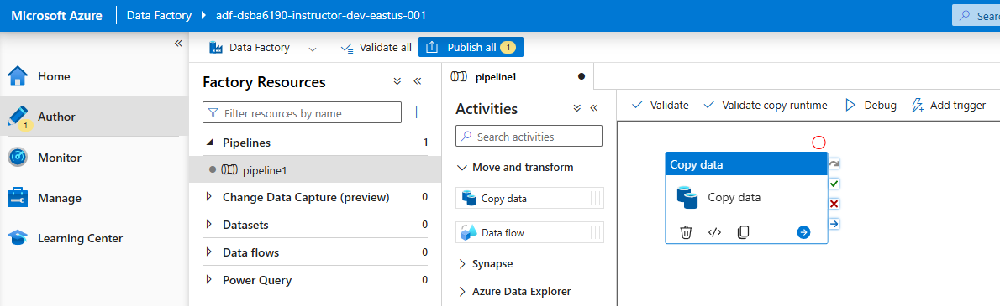 Microsoft Azure
Data Factory
adf-dsba6190-instructor-dev-eastus-001
Home
Author
1
Monitor
Manage
Learning Center
Data Factory
Validate all
Publish all
1
Factory Resources
Filter resources by name
Pipelines 1
pipeline1
Change Data Capture (preview) 0
Datasets 0
Data flows 0
Power Query 0
pipeline1
Activities
Search activities
Move and transform
Copy data
Data flow
Synapse
Azure Data Explorer
Validate
Validate copy runtime
Debug
Add trigger
Copy data
Copy data